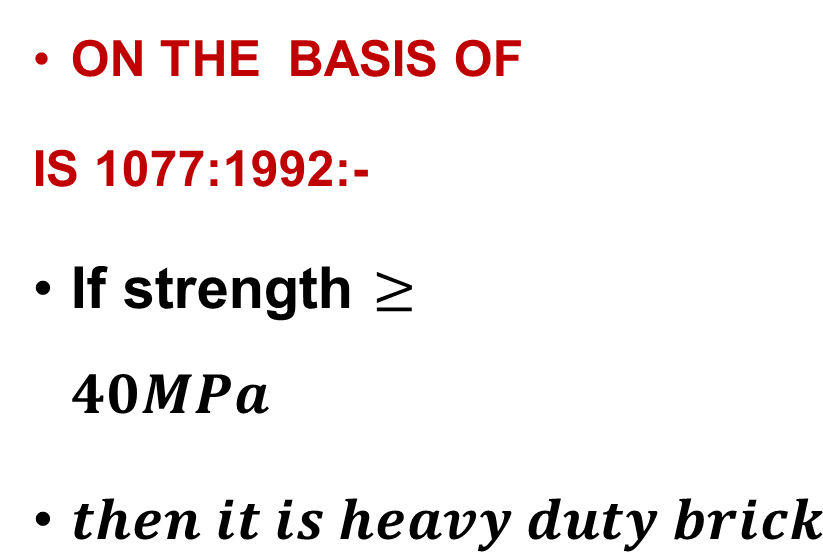 • ON THE BASIS OF
IS 1077:1992:-
• If strength ≥
40MPa
• then it is heavy duty brick